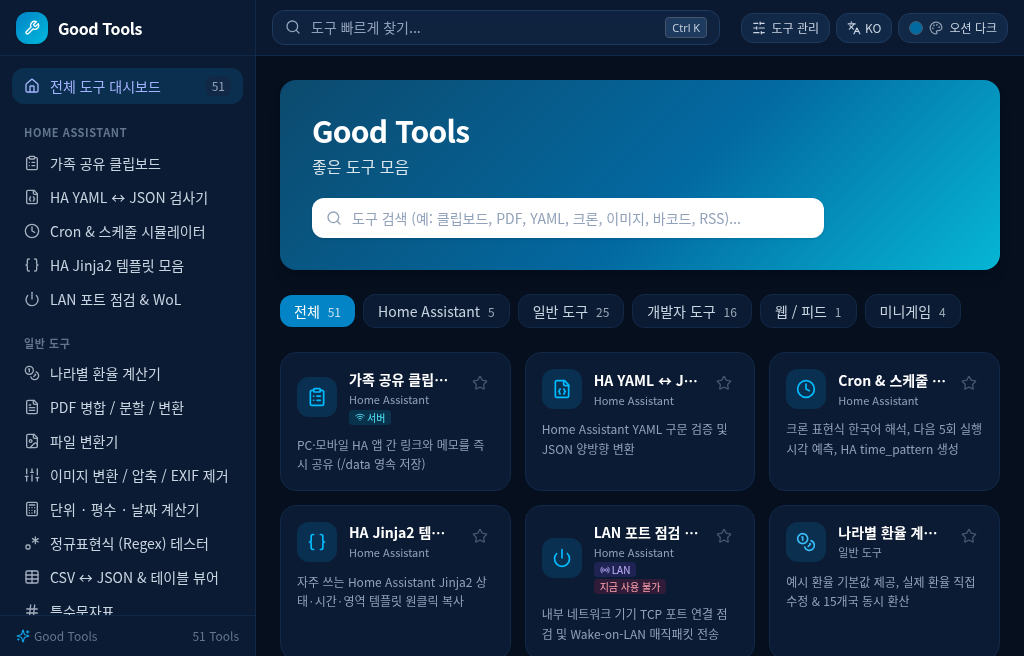 Good Tools
도구 빠르게 찾기...
Ctrl K
도구 관리
KO
오션 다크
전체 도구 대시보드 51
HOME ASSISTANT
가족 공유 클립보드
HA YAML ↔ JSON 검사기
Cron & 스케줄 시뮬레이터
HA Jinja2 템플릿 모음
LAN 포트 점검 & WoL
일반 도구
나라별 환율 계산기
PDF 병합 / 분할 / 변환
파일 변환기
이미지 변환 / 압축 / EXIF 제거
단위 · 평수 · 날짜 계산기
정규표현식 (Regex) 테스터
CSV ↔ JSON & 테이블 뷰어
특수문자표
Good Tools 51 Tools
Good Tools
좋은 도구 모음
도구 검색 (예: 클립보드, PDF, YAML, 크론, 이미지, 바코드, RSS)...
전체 51
Home Assistant 5
일반 도구 25
개발자 도구 16
웹 / 피드 1
미니게임 4
가족 공유 클립…
Home Assistant
서버
PC·모바일 HA 앱 간 링크와 메모를 즉
시 공유 (/data 영속 저장)
HA YAML ↔ J…
Home Assistant
Home Assistant YAML 구문 검증 및
JSON 양방향 변환
Cron & 스케줄 …
Home Assistant
크론 표현식 한국어 해석, 다음 5회 실행
시각 예측, HA time_pattern 생성
HA Jinja2 템…
Home Assistant
자주 쓰는 Home Assistant Jinja2 상
태·시간·영역 템플릿 원클릭 복사
LAN 포트 점검 …
Home Assistant
LAN
지금 사용 불가
내부 네트워크 기기 TCP 포트 연결 점
검 및 Wake-on-LAN 매직패킷 전송
나라별 환율 계…
일반 도구
예시 환율 기본값 제공, 실제 환율 직접
수정 & 15개국 동시 환산